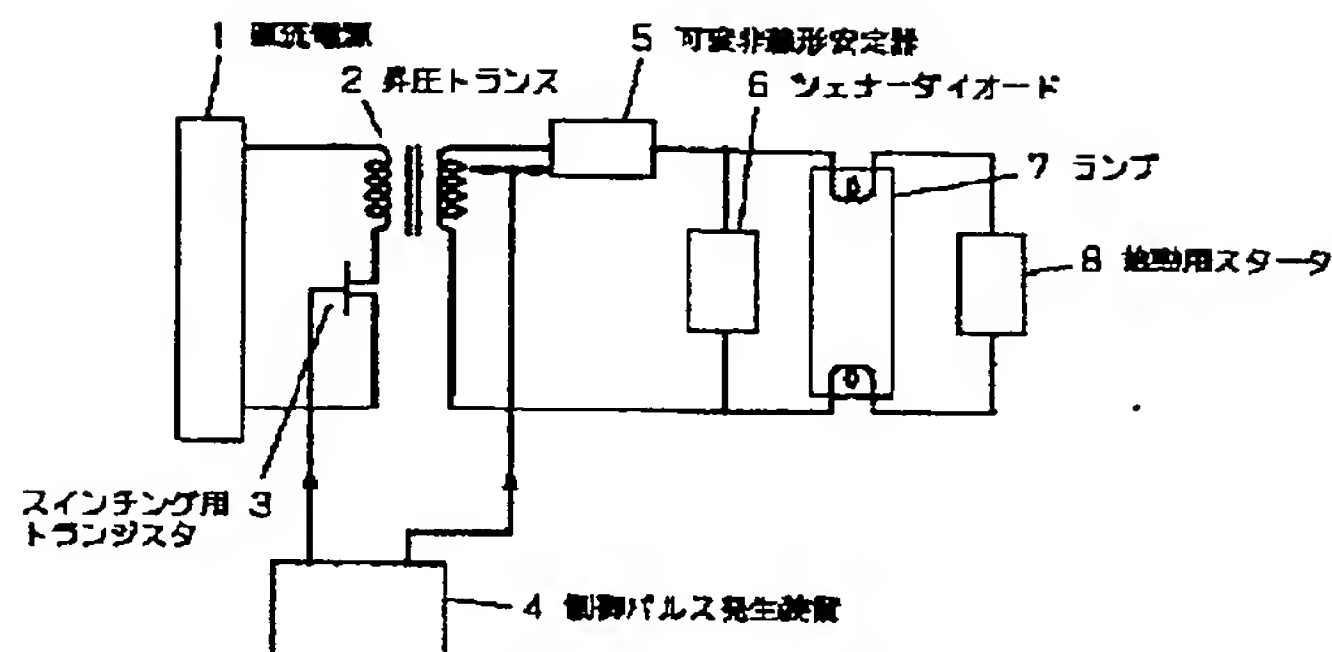 1 直流電源
2 昇圧トランス
5 可変非線形安定器
6 ツェナーダイオード
7 ランプ
8 始動用スタータ
スインチング用 3
トランジスタ
4 制御パルス発生装置